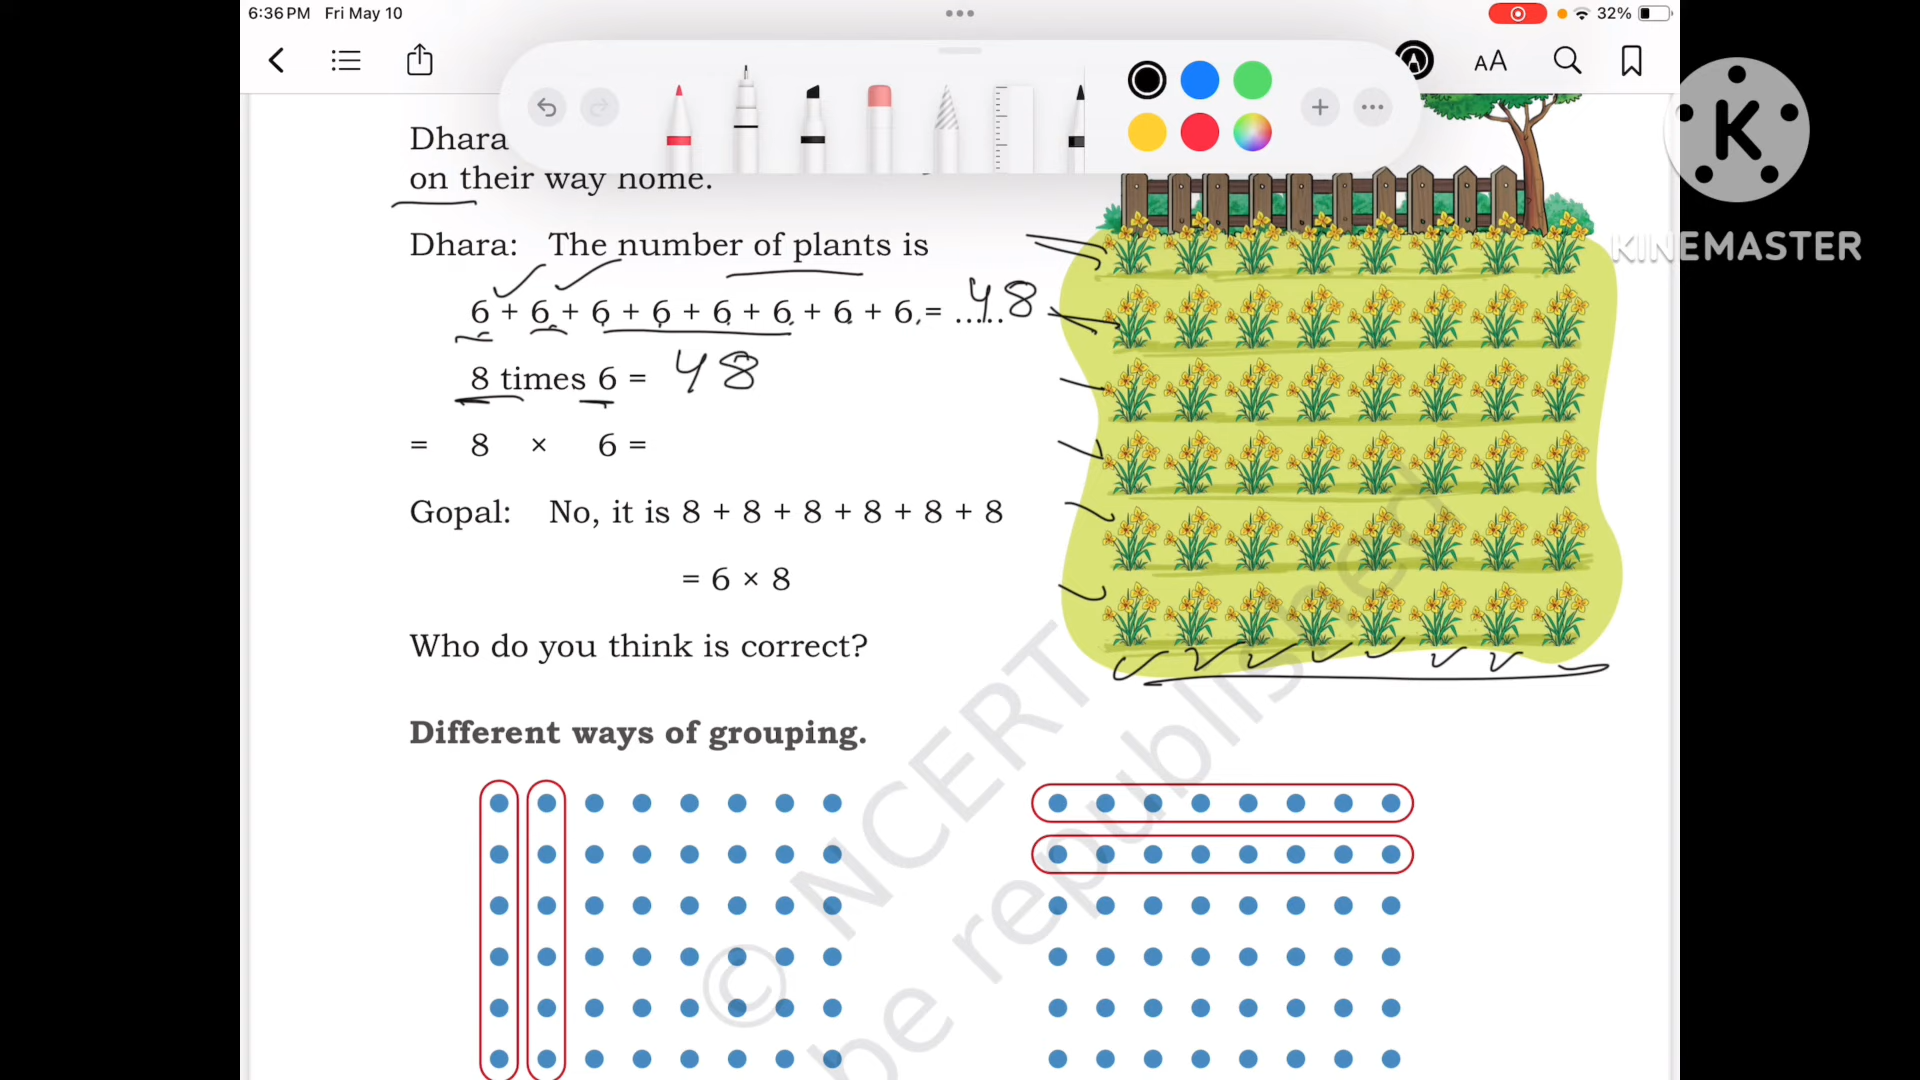 6:36 PM Fri May 10
32%
AA
K
KINEMASTER
Dhara
on their way home.
Dhara: The number of plants is
6 + 6 + 6 + 6 + 6 + 6 + 6 + 6 = ...... 48
8 times 6 = 48
= 8 × 6 =
Gopal: No, it is 8 + 8 + 8 + 8 + 8 + 8
= 6 × 8
Who do you think is correct?
Different ways of grouping.
© NCERT
be republished